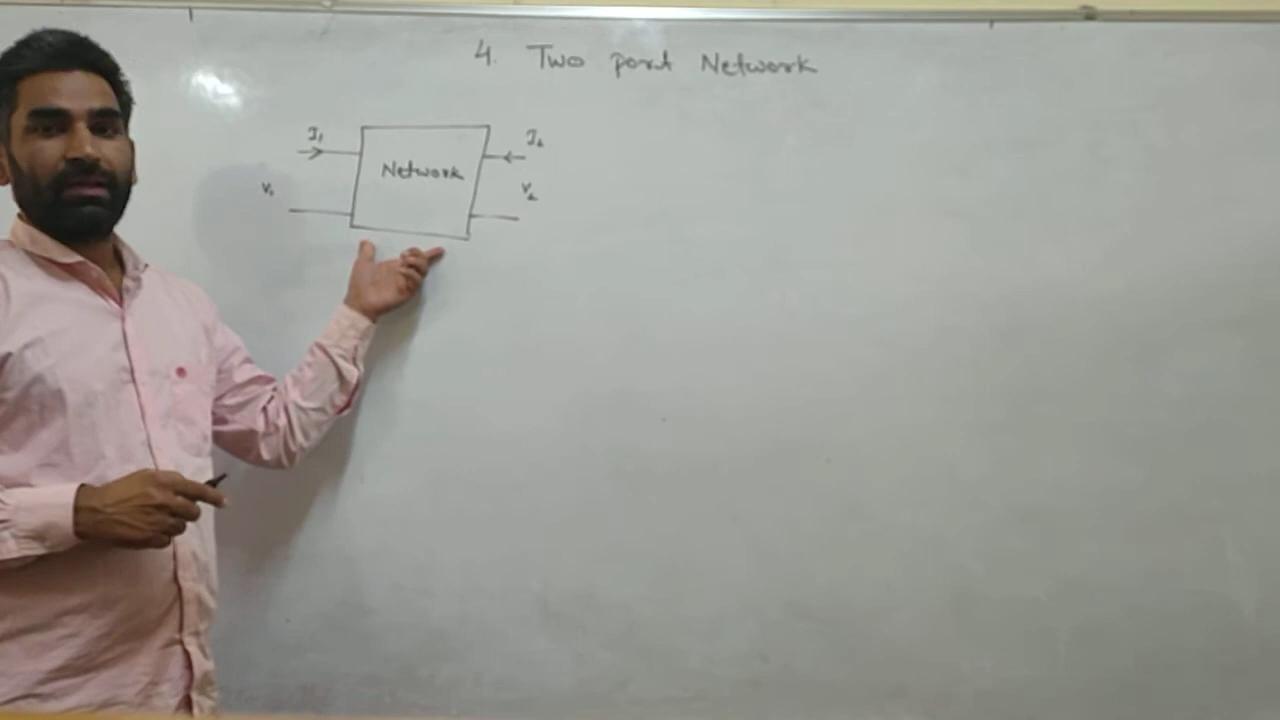 4. Two port Network
I₁
I₂
Network
V₁
V₂